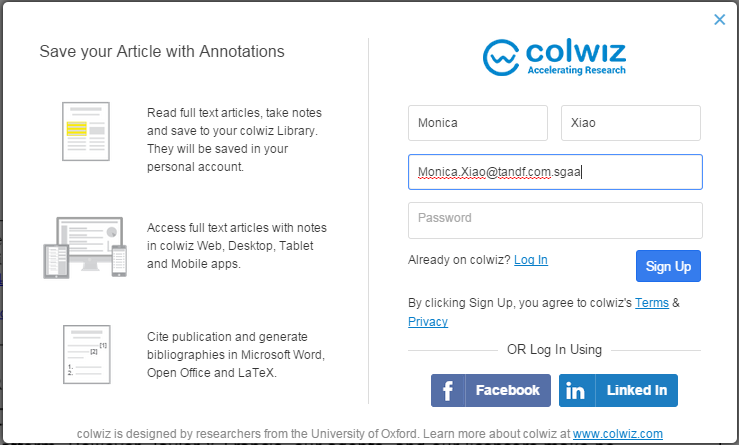 Save your Article with Annotations
Read full text articles, take notes
and save to your colwiz Library.
They will be saved in your
personal account.
Access full text articles with notes
in colwiz Web, Desktop, Tablet
and Mobile apps.
[1]
[2]
1.
2.
Cite publication and generate
bibliographies in Microsoft Word,
Open Office and LaTeX.
colwiz
Accelerating Research
Monica Xiao
Monica.Xiao@tandf.com.sgaa
Password
Already on colwiz? Log In
Sign Up
By clicking Sign Up, you agree to colwiz's Terms &
Privacy
OR Log In Using
f Facebook
in Linked In
colwiz is designed by researchers from the University of Oxford. Learn more about colwiz at www.colwiz.com